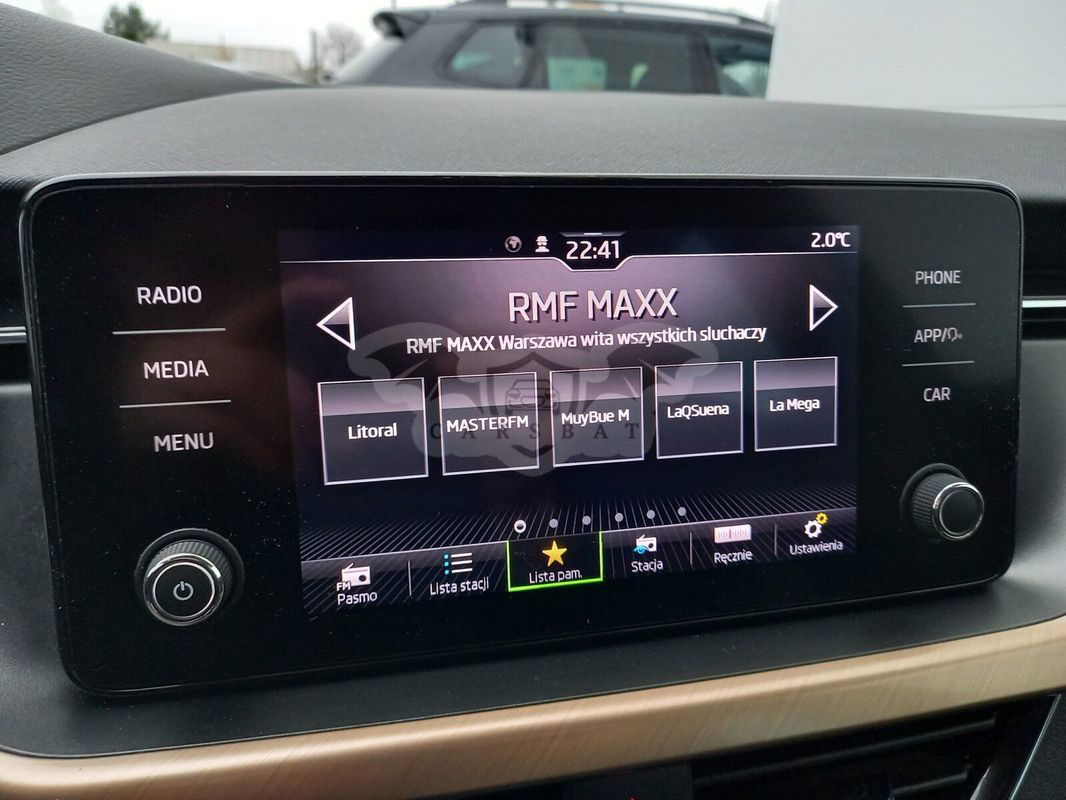 22:41
2.0°C
RADIO
MEDIA
MENU
RMF MAXX
RMF MAXX Warszawa wita wszystkich sluchaczy
Litoral
MASTERFM
MuyBue M
LaQSuena
La Mega
CARSBAT
FM
Pasmo
Lista stacji
Lista pam.
Stacja
Ręcznie
Ustawienia
PHONE
APP/
CAR